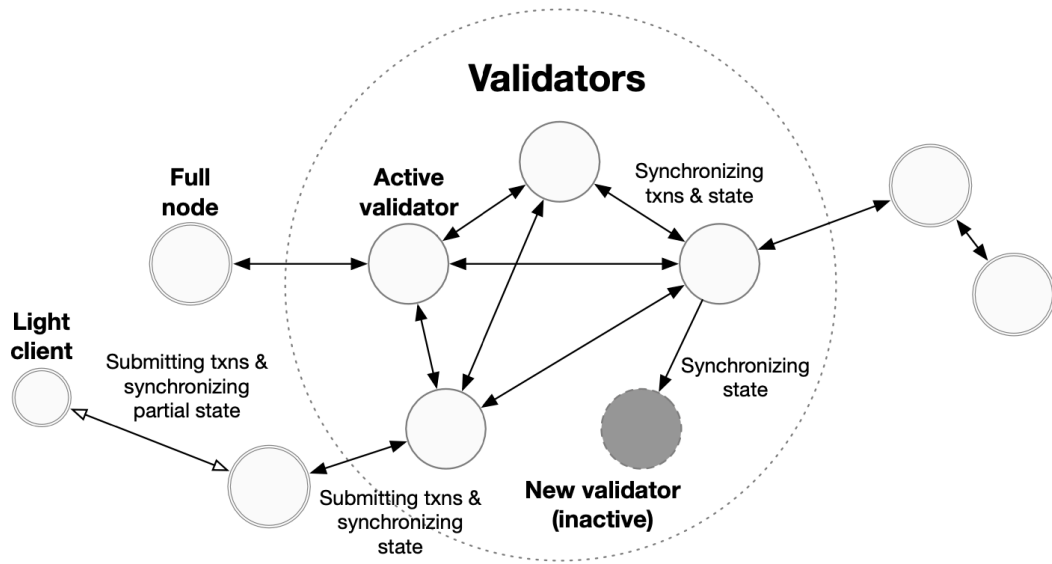 Validators
Full
node
Active
validator
Synchronizing
txns & state
Light
client
Submitting txns &
synchronizing
partial state
Synchronizing
state
New validator
(inactive)
Submitting txns &
synchronizing
state